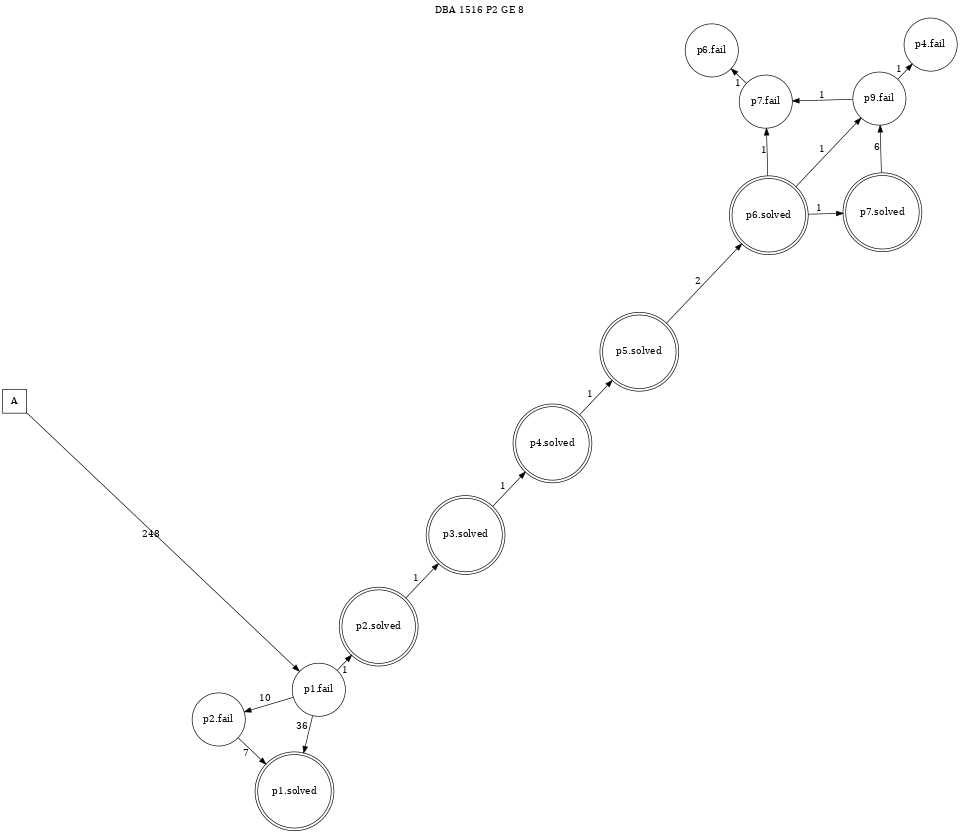 DBA 1516 P2 GE 8
p4.fail
p6.fail
1
1
p9.fail
1
p7.fail
1
1
6
p6.solved
1
p7.solved
2
p5.solved
1
A
p4.solved
1
248
p3.solved
1
p2.solved
1
p1.fail
10
p2.fail
36
7
p1.solved